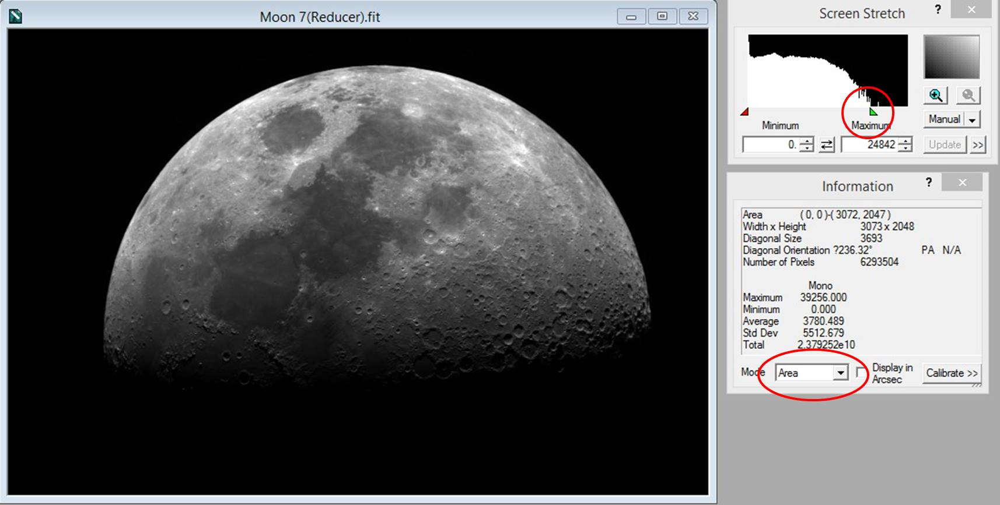 Moon 7(Reducer).fit
Screen Stretch ?
Minimum Maximum
0. 24842
Manual
Update >>
Information ?
Area ( 0, 0 )-( 3072, 2047 )
Width x Height 3073 x 2048
Diagonal Size 3693
Diagonal Orientation ?236.32° PA N/A
Number of Pixels 6293504
Mono
Maximum 39256.000
Minimum 0.000
Average 3780.489
Std Dev 5512.679
Total 2.379252e10
Mode Area Display in
Arcsec
Calibrate >>